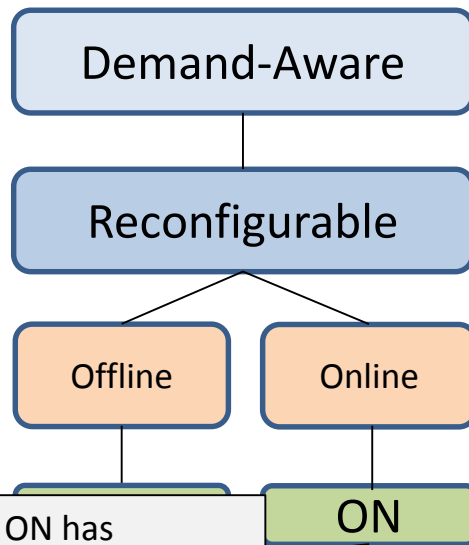 Demand-Aware
Reconfigurable
Offline
Online
ON
ON has